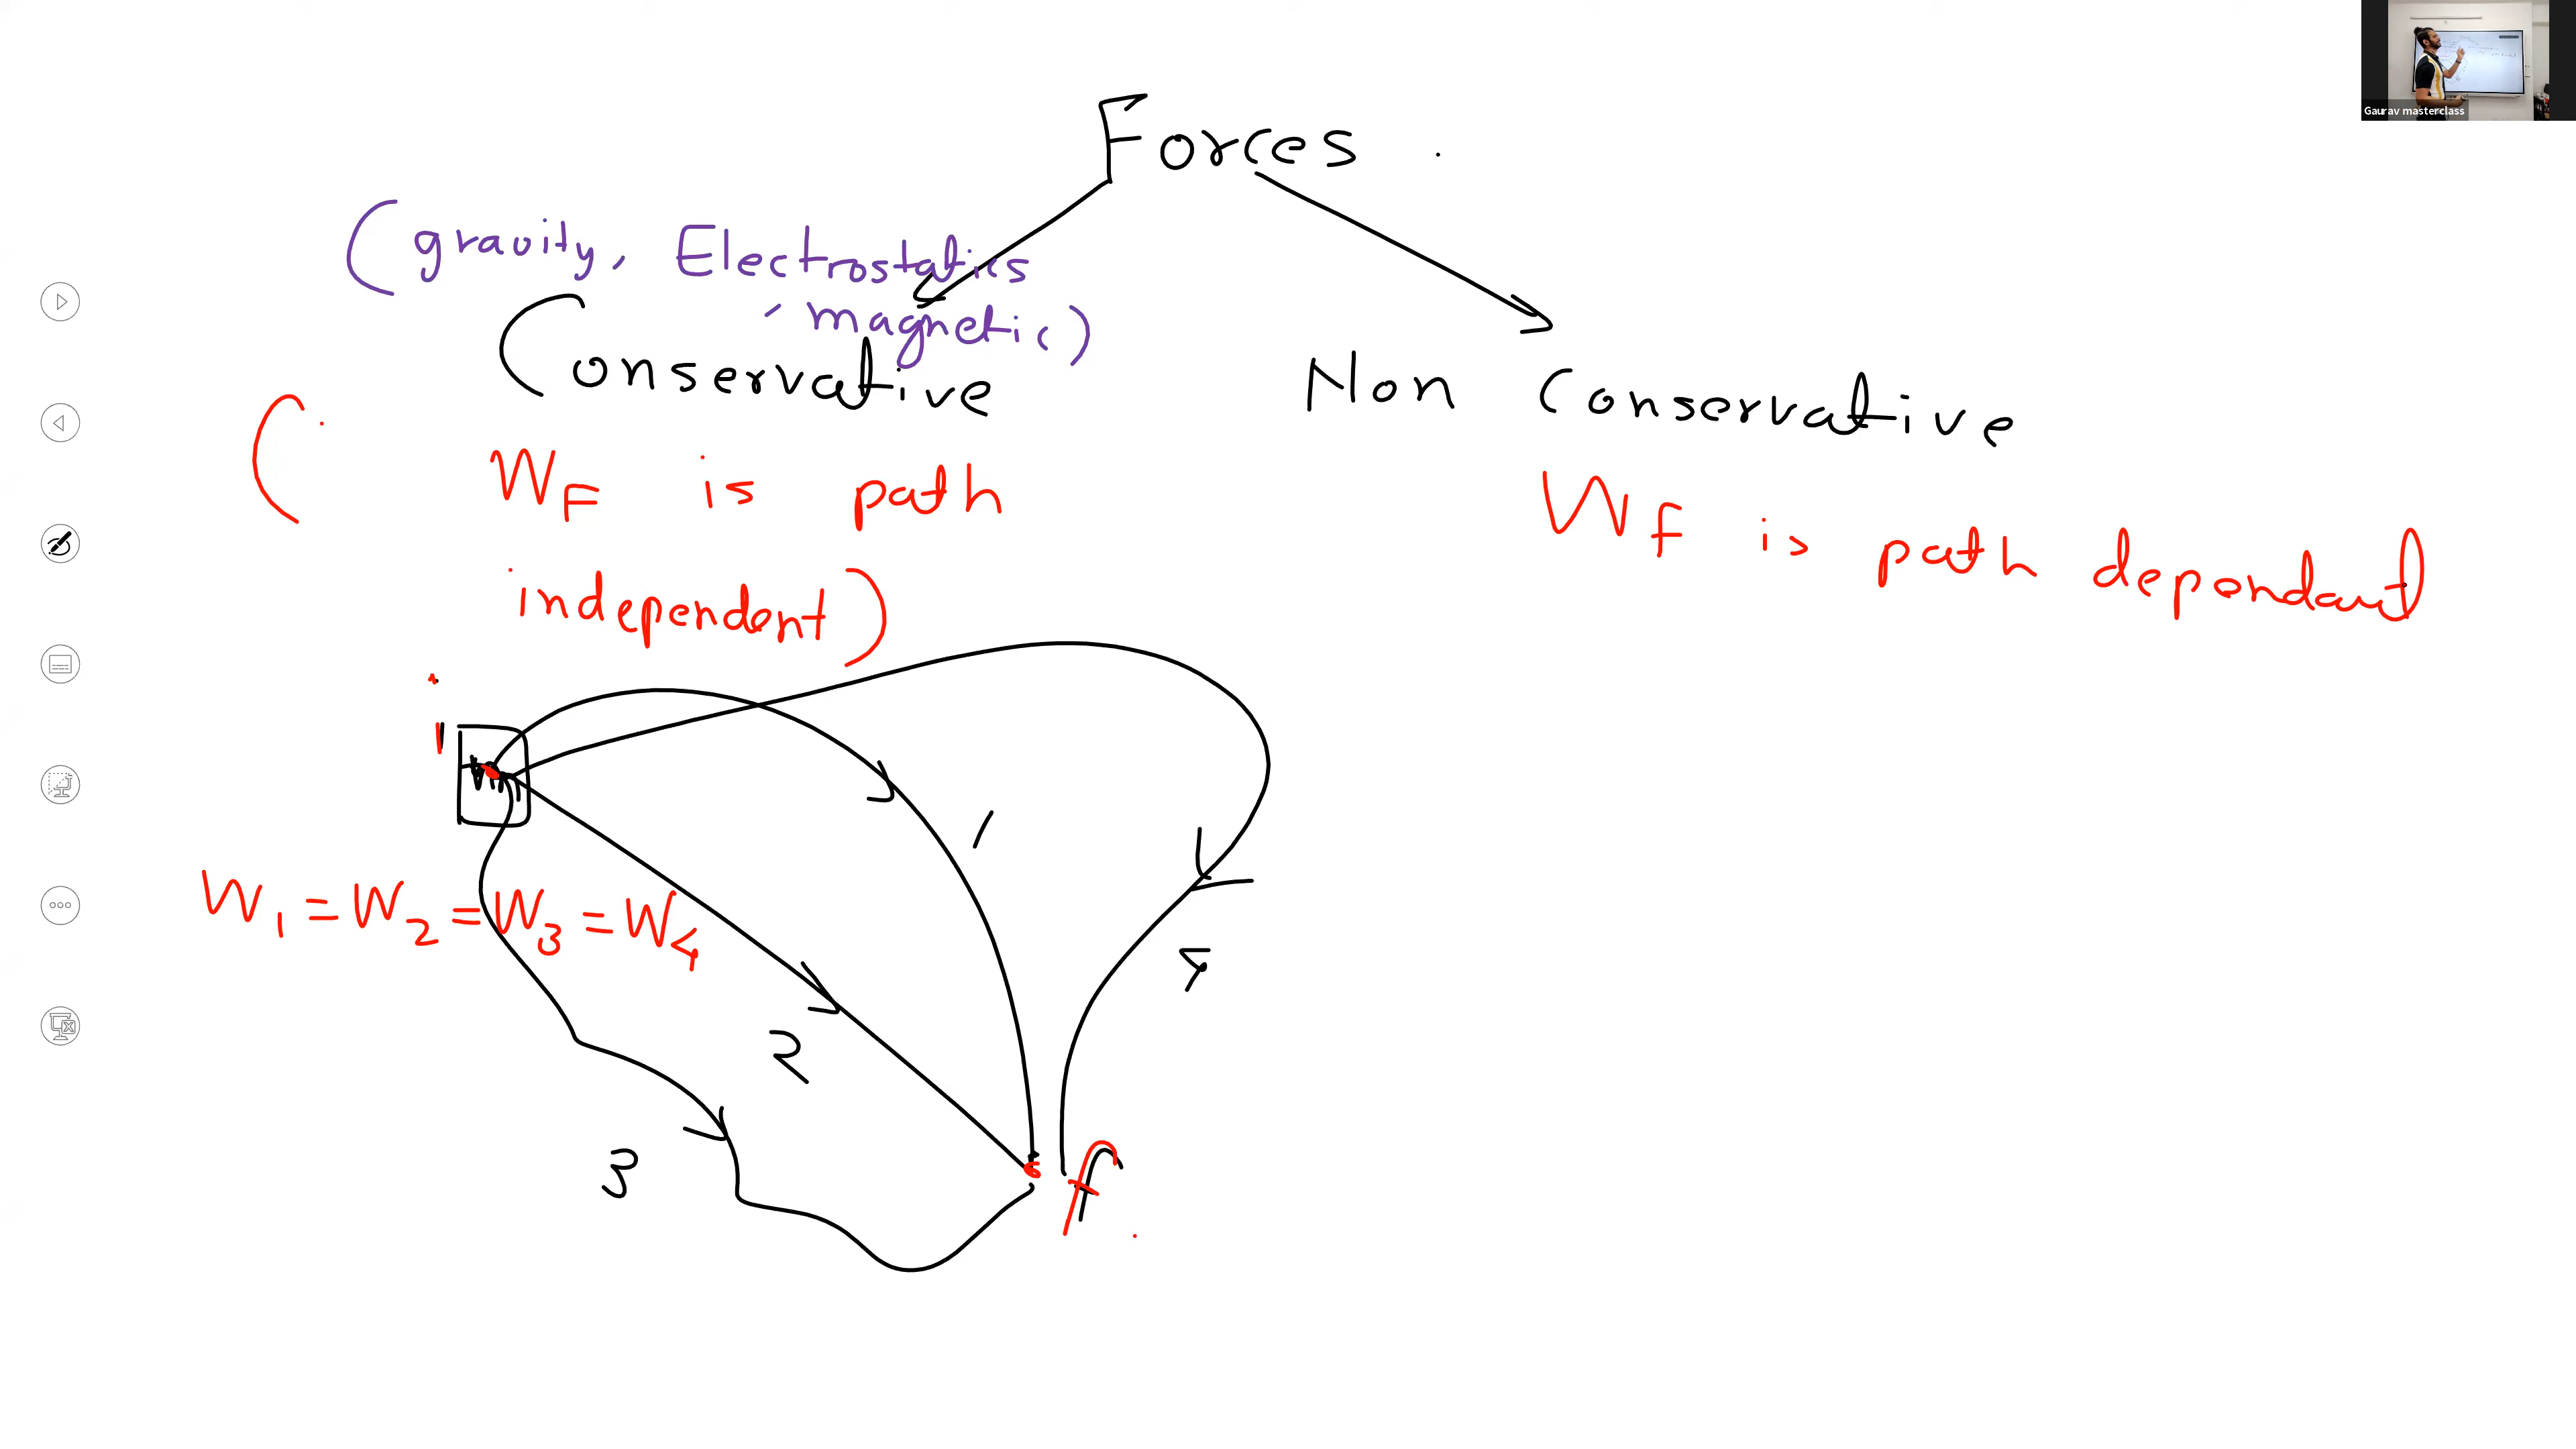 Gaurav masterclass
Forces
(gravity, Electrostatics
, magnetic)
Conservative
Non Conservative
(WF is path
independent)
WF is path dependant
i
m
1
W1 = W2 = W3 = W4
4
2
3
f